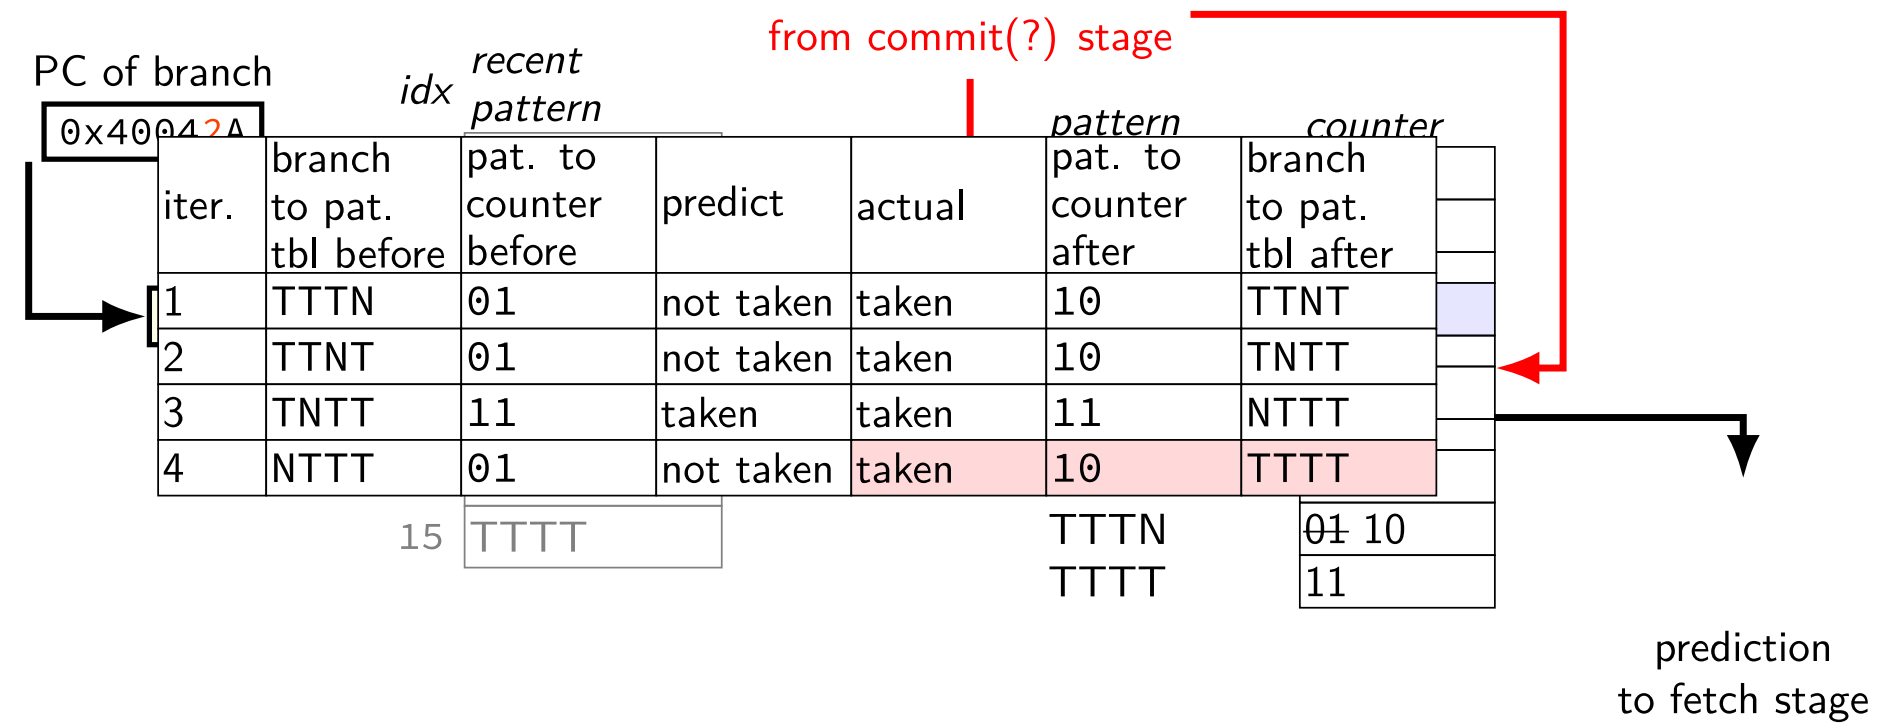 from commit(?) stage
PC of branch
idx
recent
pattern
pattern
counter
0x40042A
iter.
branch
to pat.
tbl before
pat. to
counter
before
predict
actual
pat. to
counter
after
branch
to pat.
tbl after
1 TTTN 01 not taken taken 10 TTNT
2 TTNT 01 not taken taken 10 TNTT
3 TNTT 11 taken taken 11 NTTT
4 NTTT 01 not taken taken 10 TTTT
15 TTTT
TTTN 01 10
TTTT 11
prediction
to fetch stage